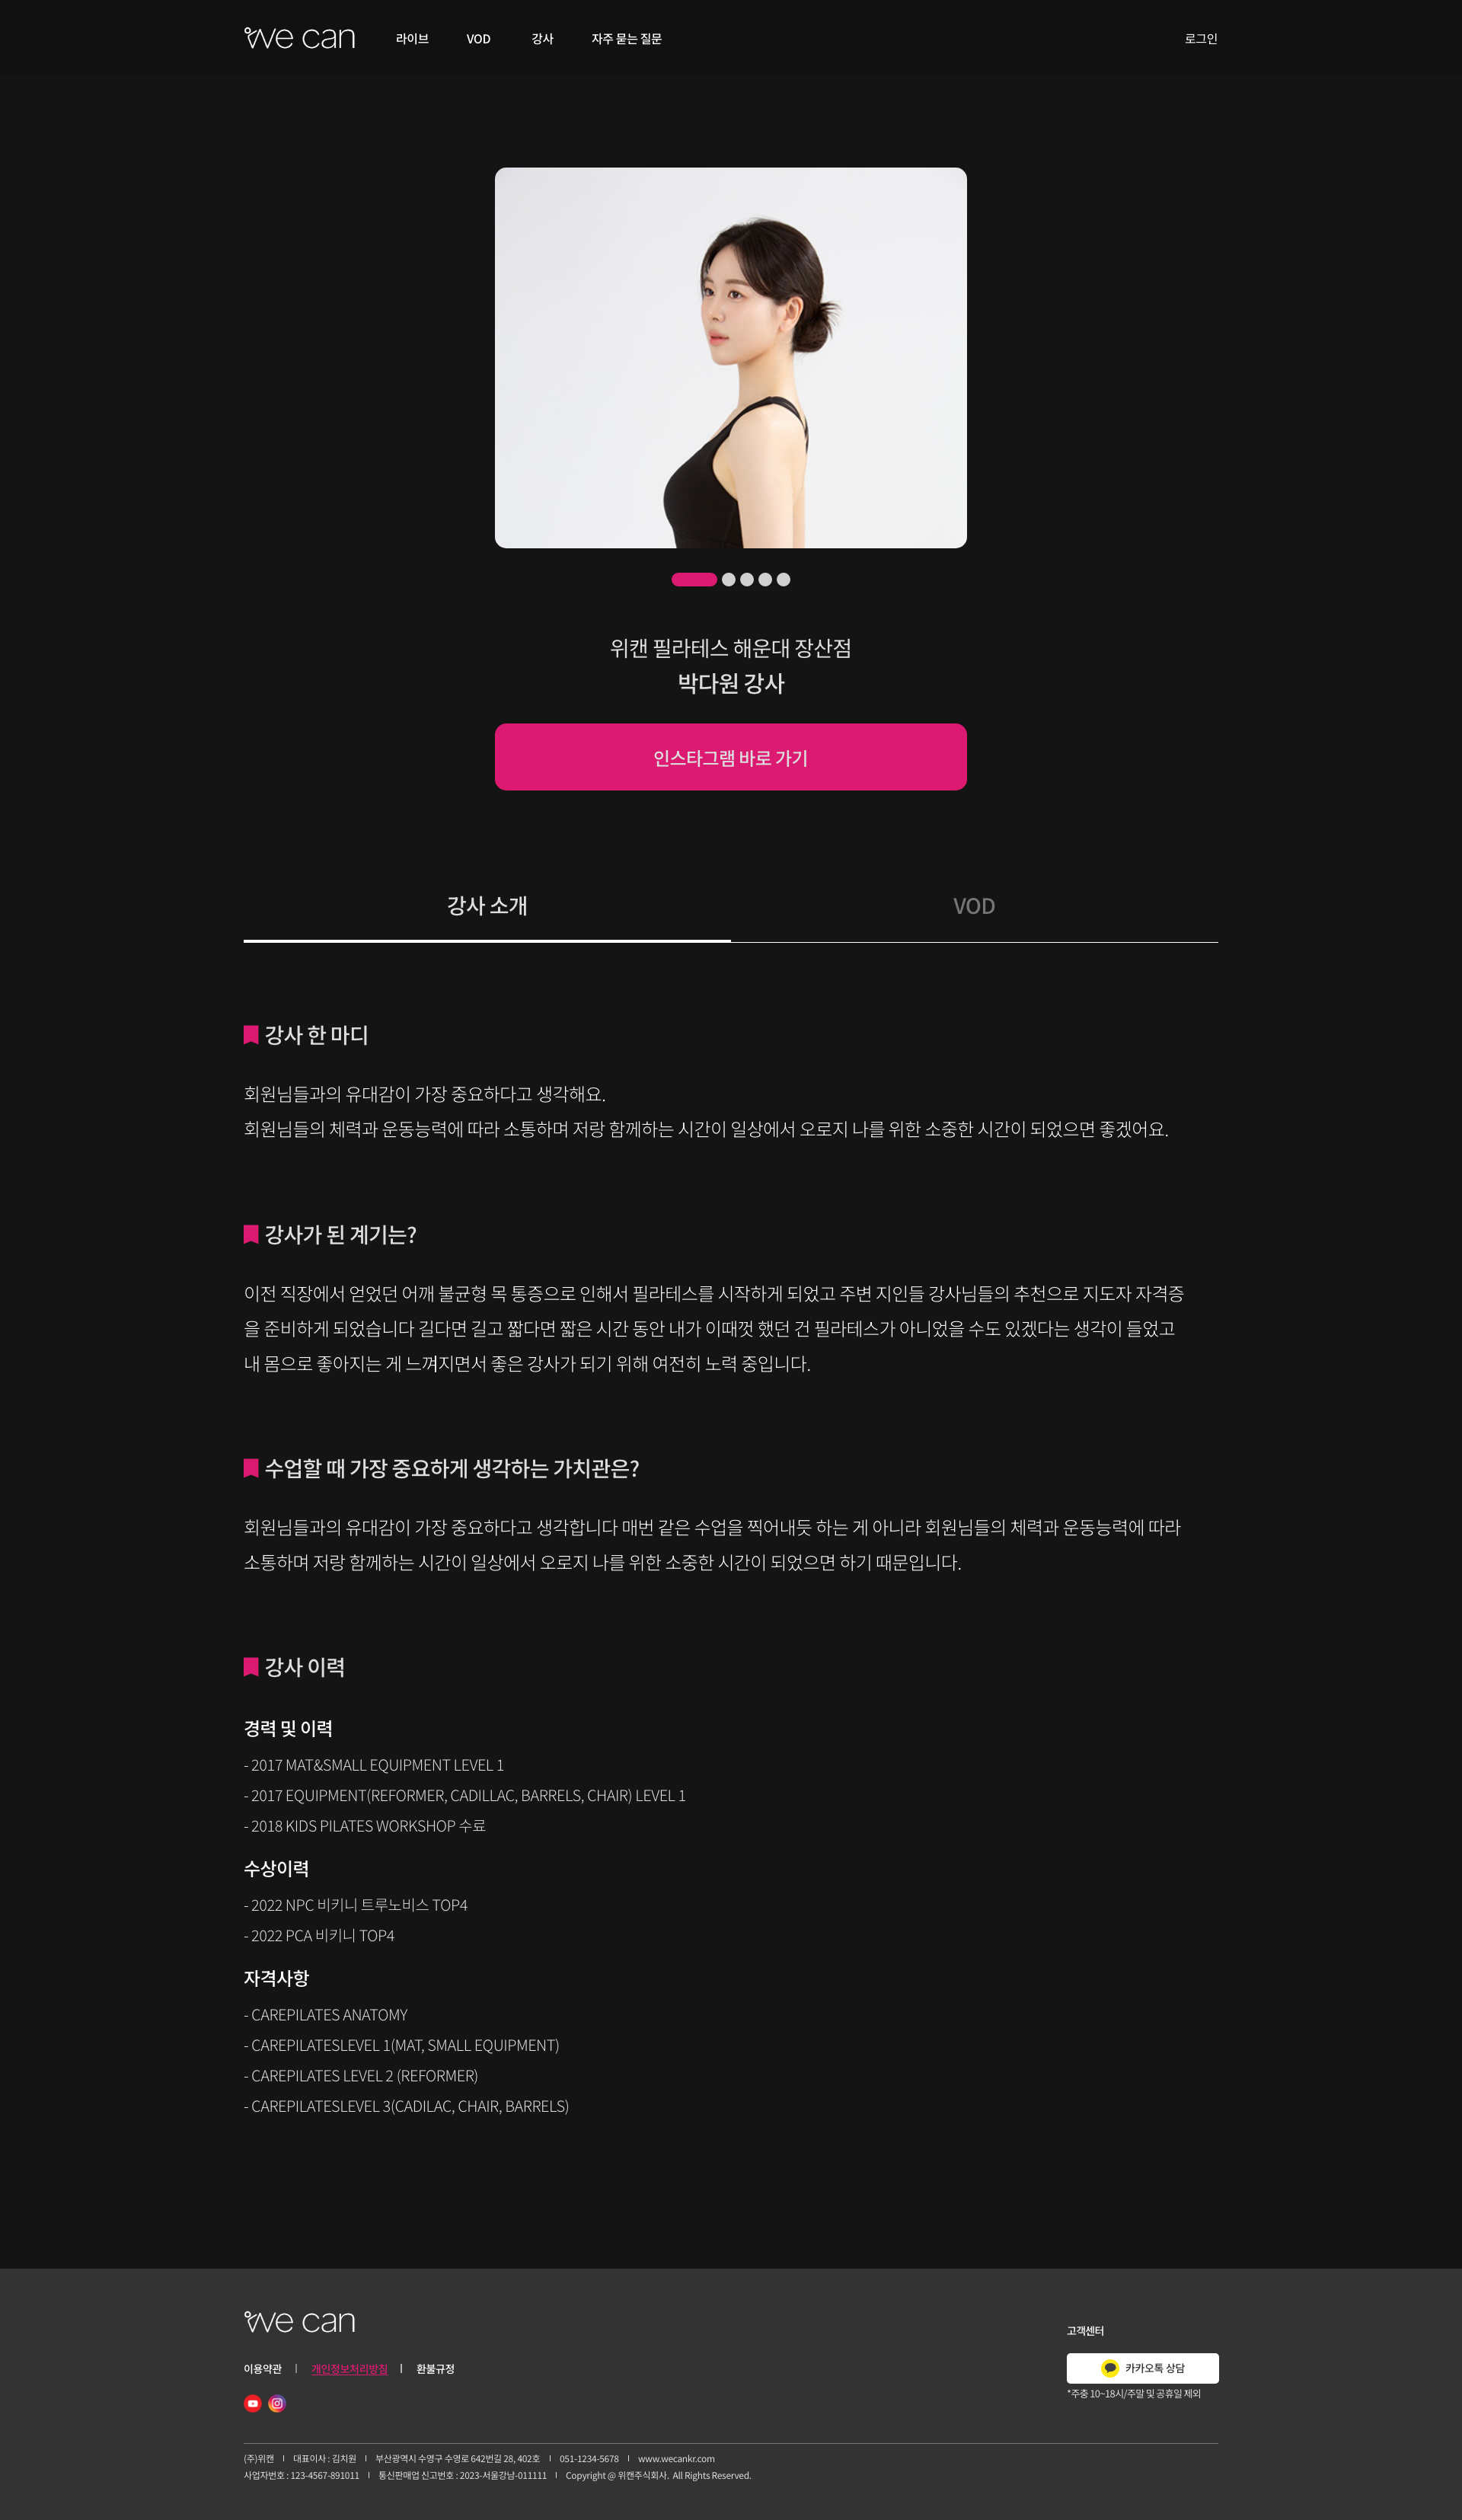 we can
라이브
VOD
강사
자주 묻는 질문
로그인
위캔 필라테스 해운대 장산점
박다원 강사
인스타그램 바로 가기
강사 소개
VOD
강사 한 마디
회원님들과의 유대감이 가장 중요하다고 생각해요.
회원님들의 체력과 운동능력에 따라 소통하며 저랑 함께하는 시간이 일상에서 오로지 나를 위한 소중한 시간이 되었으면 좋겠어요.
강사가 된 계기는?
이전 직장에서 얻었던 어깨 불균형 목 통증으로 인해서 필라테스를 시작하게 되었고 주변 지인들 강사님들의 추천으로 지도자 자격증
을 준비하게 되었습니다 길다면 길고 짧다면 짧은 시간 동안 내가 이때껏 했던 건 필라테스가 아니었을 수도 있겠다는 생각이 들었고
내 몸으로 좋아지는 게 느껴지면서 좋은 강사가 되기 위해 여전히 노력 중입니다.
수업할 때 가장 중요하게 생각하는 가치관은?
회원님들과의 유대감이 가장 중요하다고 생각합니다 매번 같은 수업을 찍어내듯 하는 게 아니라 회원님들의 체력과 운동능력에 따라
소통하며 저랑 함께하는 시간이 일상에서 오로지 나를 위한 소중한 시간이 되었으면 하기 때문입니다.
강사 이력
경력 및 이력
- 2017 MAT&SMALL EQUIPMENT LEVEL 1
- 2017 EQUIPMENT(REFORMER, CADILLAC, BARRELS, CHAIR) LEVEL 1
- 2018 KIDS PILATES WORKSHOP 수료
수상이력
- 2022 NPC 비키니 트루노비스 TOP4
- 2022 PCA 비키니 TOP4
자격사항
- CAREPILATES ANATOMY
- CAREPILATESLEVEL 1(MAT, SMALL EQUIPMENT)
- CAREPILATES LEVEL 2 (REFORMER)
- CAREPILATESLEVEL 3(CADILAC, CHAIR, BARRELS)
we can
고객센터
이용약관 | 개인정보처리방침 | 환불규정
카카오톡 상담
*주중 10~18시/주말 및 공휴일 제외
(주)위캔 | 대표이사 : 김치원 | 부산광역시 수영구 수영로 642번길 28, 402호 | 051-1234-5678 | www.wecankr.com
사업자번호 : 123-4567-891011 | 통신판매업 신고번호 : 2023-서울강남-011111 | Copyright @ 위캔주식회사. All Rights Reserved.